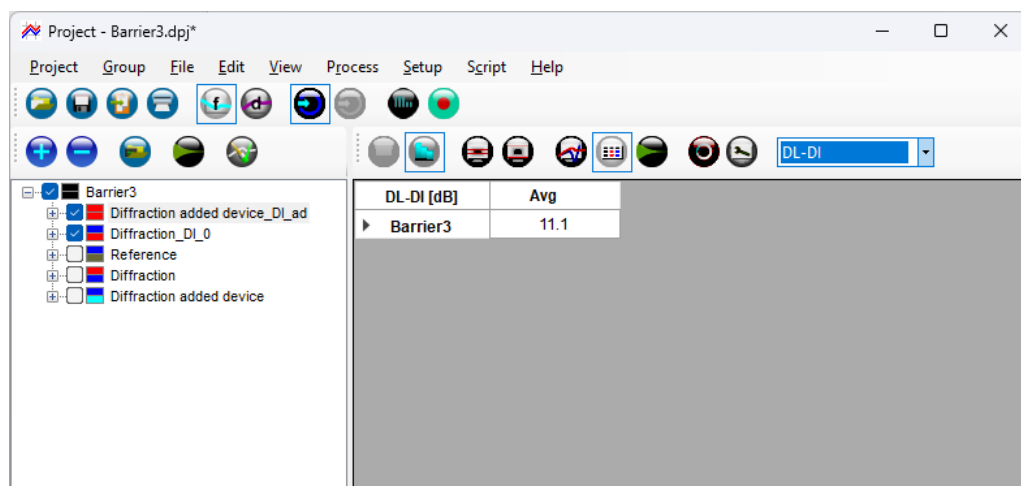 Project - Barrier3.dpj*
Project Group File Edit View Process Setup Script Help
DL-DI
Barrier3
Diffraction added device_DI_ad
Diffraction_DI_0
Reference
Diffraction
Diffraction added device
DL-DI [dB] Avg
Barrier3 11.1